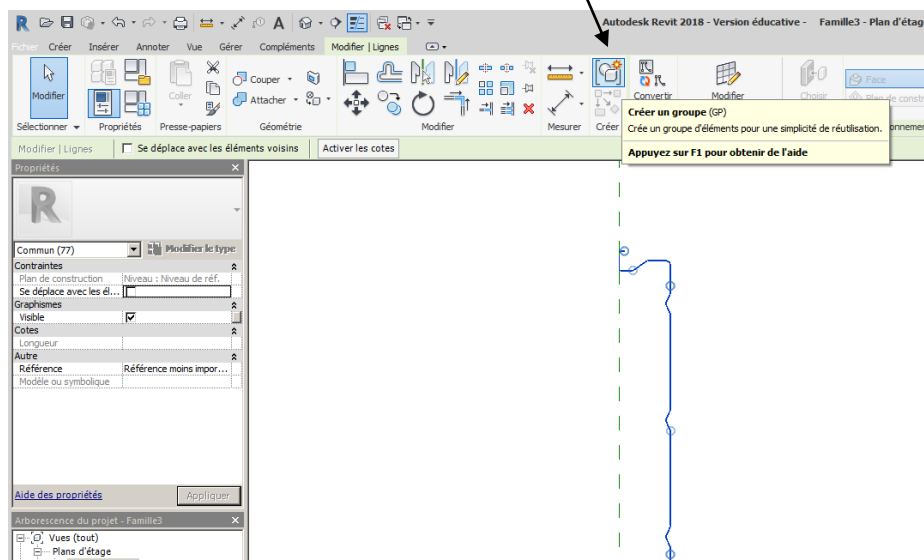 Autodesk Revit 2018 - Version éducative - Famille3 - Plan d'étag
Fichier Créer Insérer Annoter Vue Gérer Compléments Modifier | Lignes
Modifier Coller Couper Attacher Convertir Modifier Choisir Face
Plan de constr
Sélectionner Propriétés Presse-papiers Géométrie Modifier Mesurer Créer onnemen
Créer un groupe (GP)
Crée un groupe d'éléments pour une simplicité de réutilisation.
Appuyez sur F1 pour obtenir de l'aide
Modifier | Lignes Se déplace avec les éléments voisins Activer les cotes
Propriétés
R
Commun (77) Modifier le type
Contraintes
Plan de construction Niveau : Niveau de réf.
Se déplace avec les él...
Graphismes
Visible
Cotes
Longueur
Autre
Référence Référence moins impor...
Modèle ou symbolique
Aide des propriétés Appliquer
Arborescence du projet - Famille3
Vues (tout)
Plans d'étage